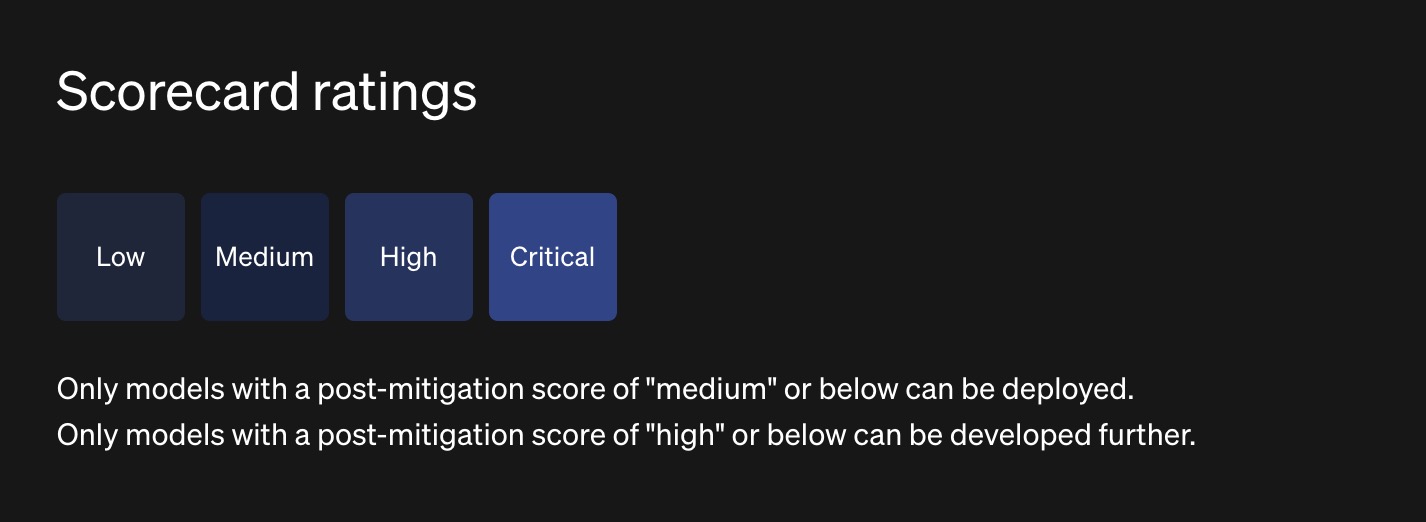 Scorecard ratings
Low Medium High Critical
Only models with a post-mitigation score of "medium" or below can be deployed.
Only models with a post-mitigation score of "high" or below can be developed further.